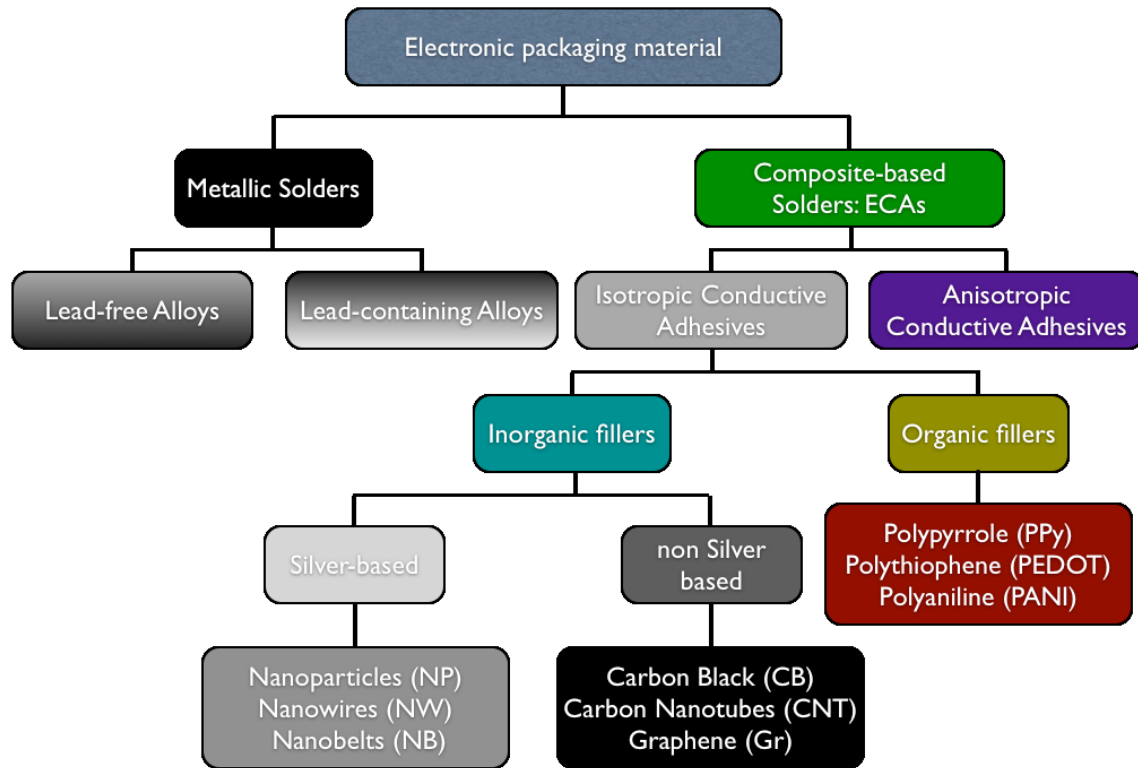 Electronic packaging material
Metallic Solders
Composite-based
Solders: ECAs
Lead-free Alloys
Lead-containing Alloys
Isotropic Conductive
Adhesives
Anisotropic
Conductive Adhesives
Inorganic fillers
Organic fillers
Silver-based
non Silver
based
Polypyrrole (PPy)
Polythiophene (PEDOT)
Polyaniline (PANI)
Nanoparticles (NP)
Nanowires (NW)
Nanobelts (NB)
Carbon Black (CB)
Carbon Nanotubes (CNT)
Graphene (Gr)